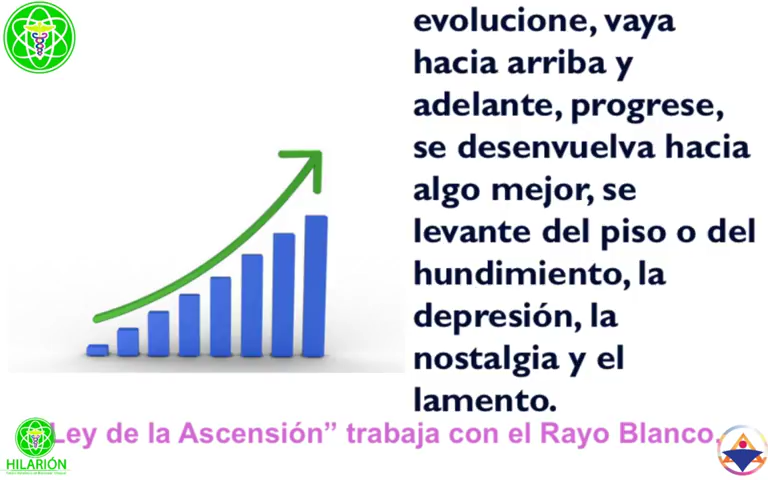 evolucione, vaya
hacia arriba y
adelante, progrese,
se desenvuelva hacia
algo mejor, se
levante del piso o del
hundimiento, la
depresión, la
nostalgia y el
lamento.
Ley de la Ascensión” trabaja con el Rayo Blanco.
HILARIÓN